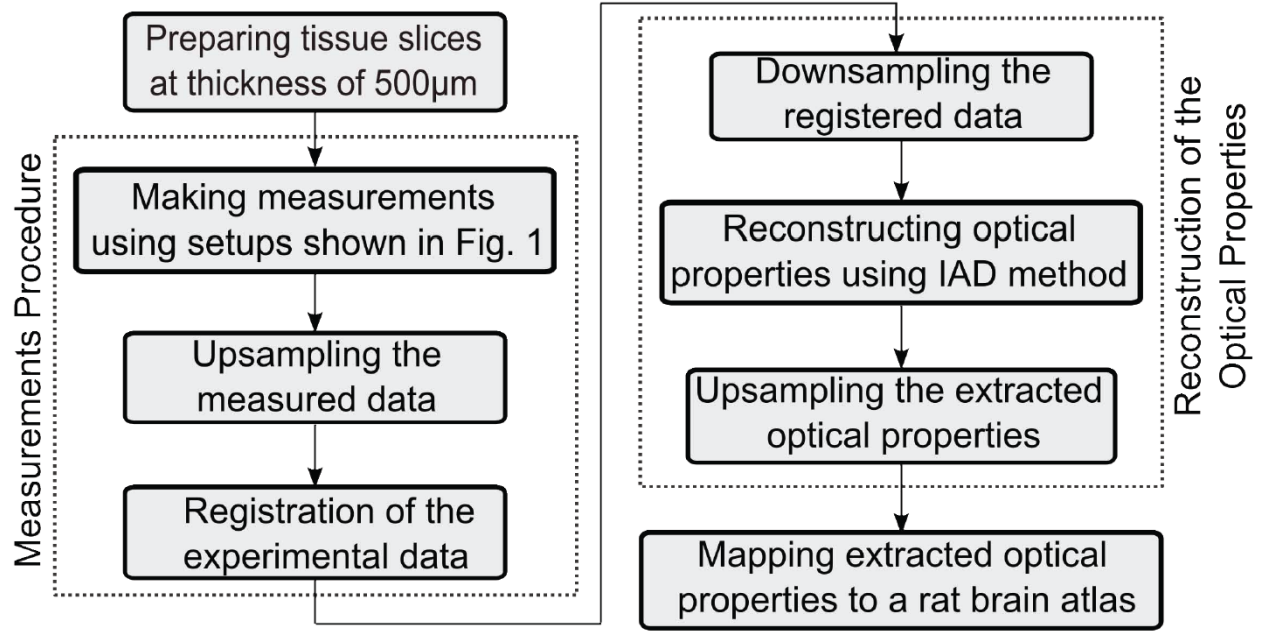 Preparing tissue slices
at thickness of 500μm
Measurements Procedure
Making measurements
using setups shown in Fig. 1
Upsampling the
measured data
Registration of the
experimental data
Downsampling the
registered data
Reconstructing optical
properties using IAD method
Upsampling the extracted
optical properties
Reconstruction of the
Optical Properties
Mapping extracted optical
properties to a rat brain atlas